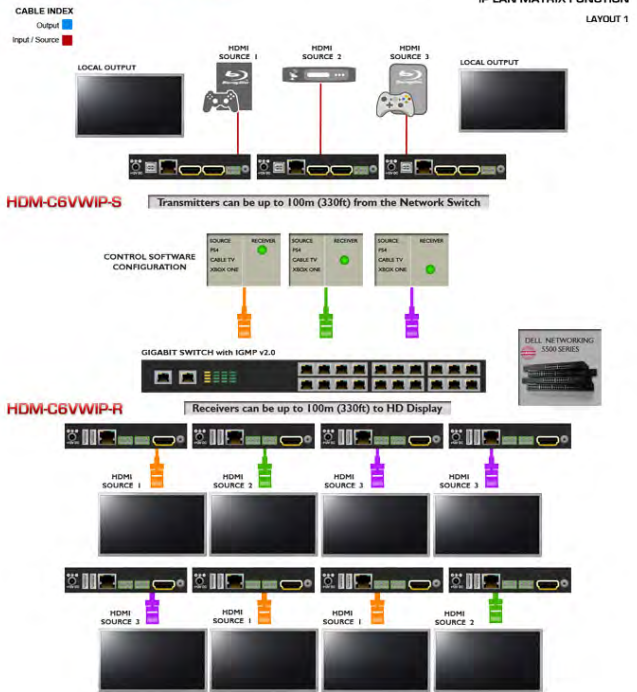 IP LAN MATRIX FUNCTION
LAYOUT 1
CABLE INDEX
Output
Input / Source
LOCAL OUTPUT
HDMI
SOURCE 1
HDMI
SOURCE 2
HDMI
SOURCE 3
LOCAL OUTPUT
HDM-C6VWIP-S
Transmitters can be up to 100m (330ft) from the Network Switch
CONTROL SOFTWARE
CONFIGURATION
SOURCE RECEIVER
PS4
CABLE TV
XBOX ONE
SOURCE RECEIVER
PS4
CABLE TV
XBOX ONE
SOURCE RECEIVER
PS4
CABLE TV
XBOX ONE
GIGABIT SWITCH with IGMP v2.0
DELL NETWORKING
5500 SERIES
HDM-C6VWIP-R
Receivers can be up to 100m (330ft) to HD Display
HDMI
SOURCE 1
HDMI
SOURCE 2
HDMI
SOURCE 3
HDMI
SOURCE 3
HDMI
SOURCE 3
HDMI
SOURCE 1
HDMI
SOURCE 1
HDMI
SOURCE 2